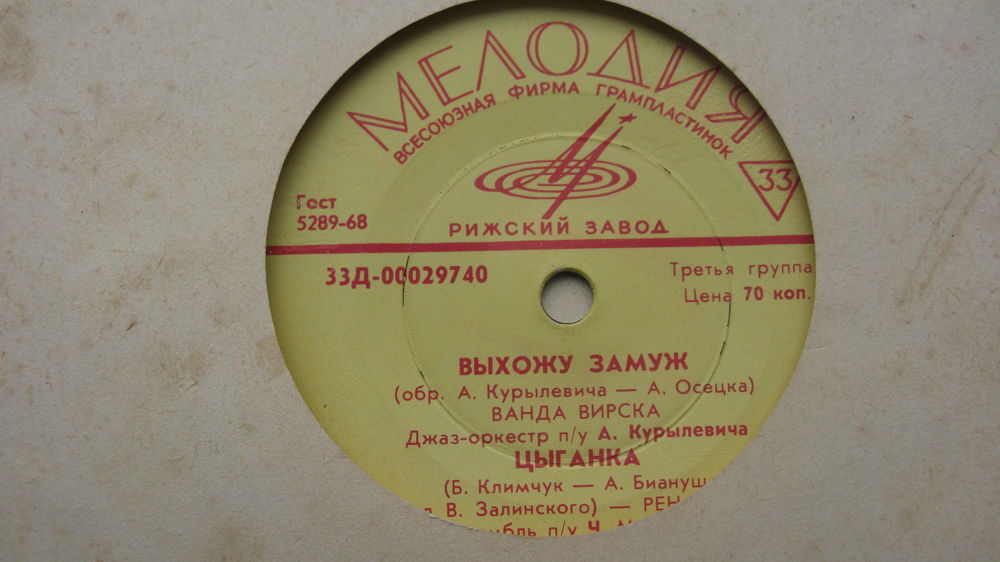 МЕЛОДИЯ
ВСЕСОЮЗНАЯ ФИРМА ГРАМПЛАСТИНОК
33
Гост
5289-68
РИЖСКИЙ ЗАВОД
33Д-00029740
Третья группа
Цена 70 коп.
ВЫХОЖУ ЗАМУЖ
(обр. А. Курылевича — А. Осецка)
ВАНДА ВИРСКА
Джаз-оркестр п/у А. Курылевича
ЦЫГАНКА
(Б. Климчук — А. Биануш
В. Залинского) — РЕН
п/у Ч. М